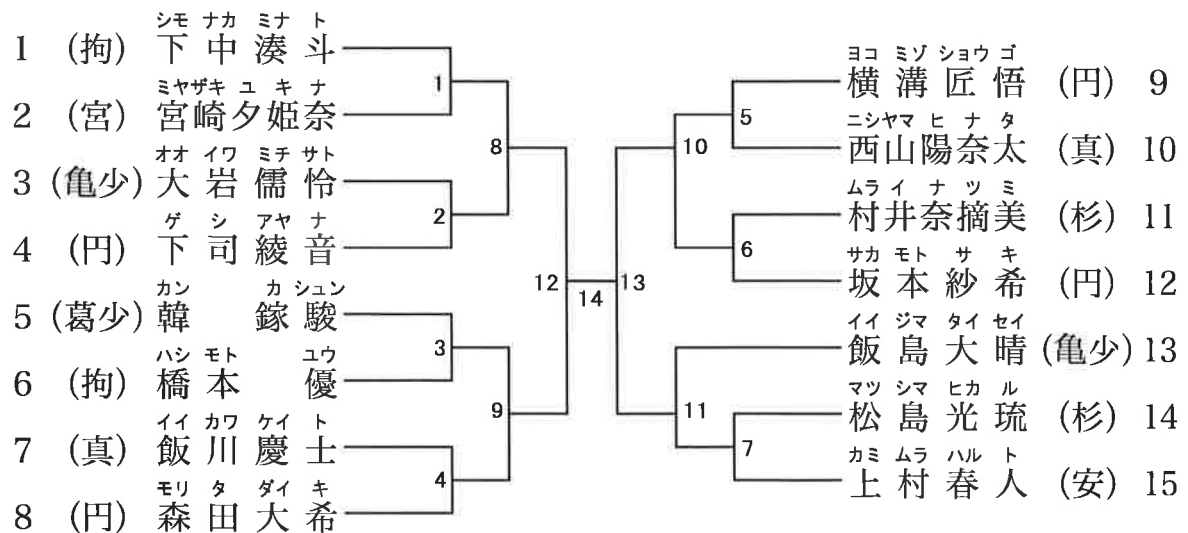 シモ ナカ ミナ ト
1 (拘) 下中湊斗
ミヤザキ ユ キ ナ
2 (宮) 宮崎夕姫奈
オオ イワ ミチ サト
3 (亀少) 大岩儒怜
ゲ シ アヤ ナ
4 (円) 下司綾音
カン カ シュン
5 (葛少) 韓 鎵駿
ハシ モト ユウ
6 (拘) 橋本 優
イイ カワ ケイ ト
7 (真) 飯川慶士
モリ タ ダイ キ
8 (円) 森田大希
1
2
3
4
8
9
12
14
13
10
11
5
6
7
ヨコ ミゾ ショウ ゴ
横溝匠悟 (円) 9
ニシヤマ ヒ ナ タ
西山陽奈太 (真) 10
ムライ ナ ツ ミ
村井奈摘美 (杉) 11
サカ モト サ キ
坂本紗希 (円) 12
イイ ジマ タイ セイ
飯島大晴 (亀少) 13
マツ シマ ヒカ ル
松島光琉 (杉) 14
カミ ムラ ハル ト
上村春人 (安) 15